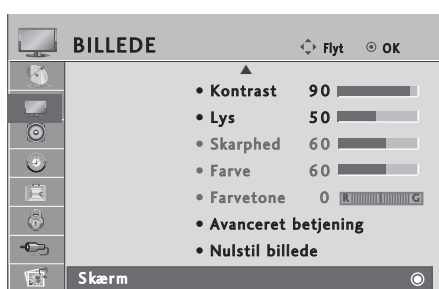 BILLEDE Flyt OK
• Kontrast 90
• Lys 50
• Skarphed 60
• Farve 60
• Farvetone 0 R G
• Avanceret betjening
• Nulstil billede
Skærm